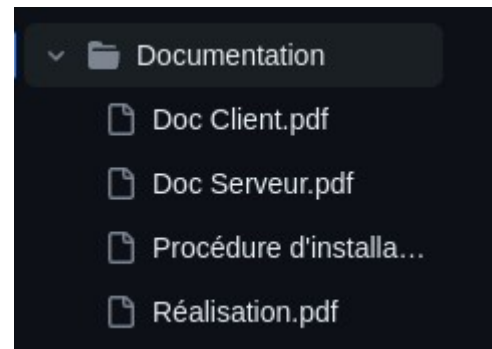 Documentation
Doc Client.pdf
Doc Serveur.pdf
Procédure d'installa...
Réalisation.pdf